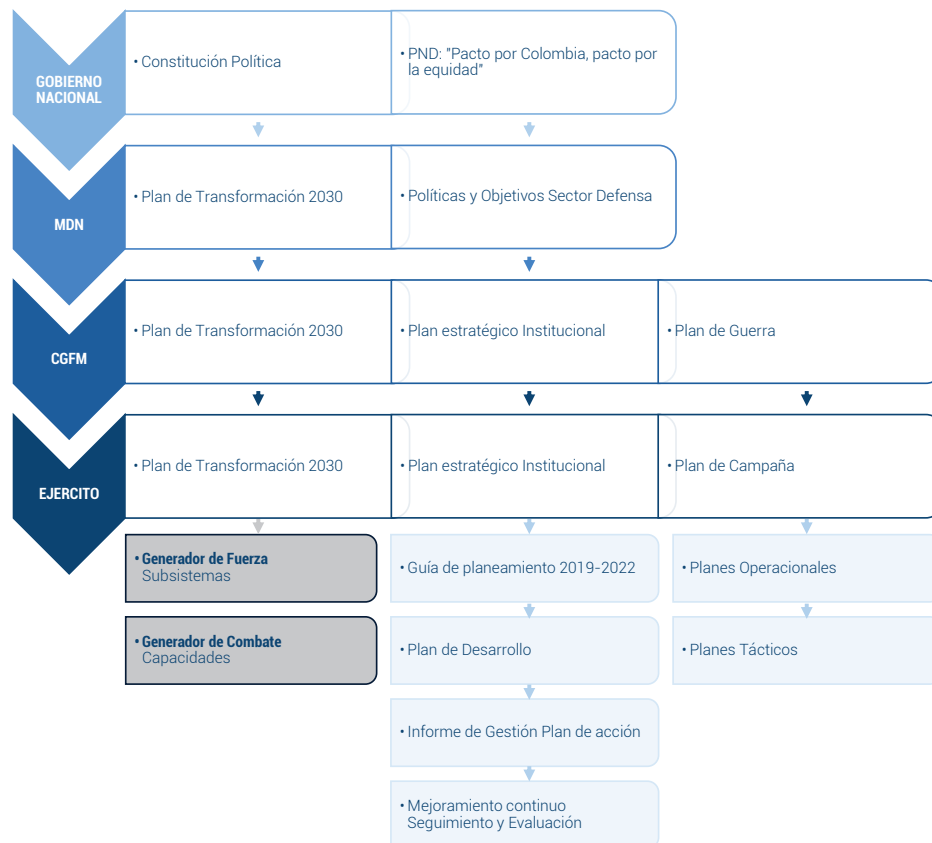 GOBIERNO
NACIONAL
• Constitución Política
• PND: "Pacto por Colombia, pacto por
la equidad"
MDN
• Plan de Transformación 2030
• Políticas y Objetivos Sector Defensa
CGFM
• Plan de Transformación 2030
• Plan estratégico Institucional
• Plan de Guerra
EJERCITO
• Plan de Transformación 2030
• Plan estratégico Institucional
• Plan de Campaña
• Generador de Fuerza
Subsistemas
• Guía de planeamiento 2019-2022
• Planes Operacionales
• Generador de Combate
Capacidades
• Plan de Desarrollo
• Planes Tácticos
• Informe de Gestión Plan de acción
• Mejoramiento continuo
Seguimiento y Evaluación